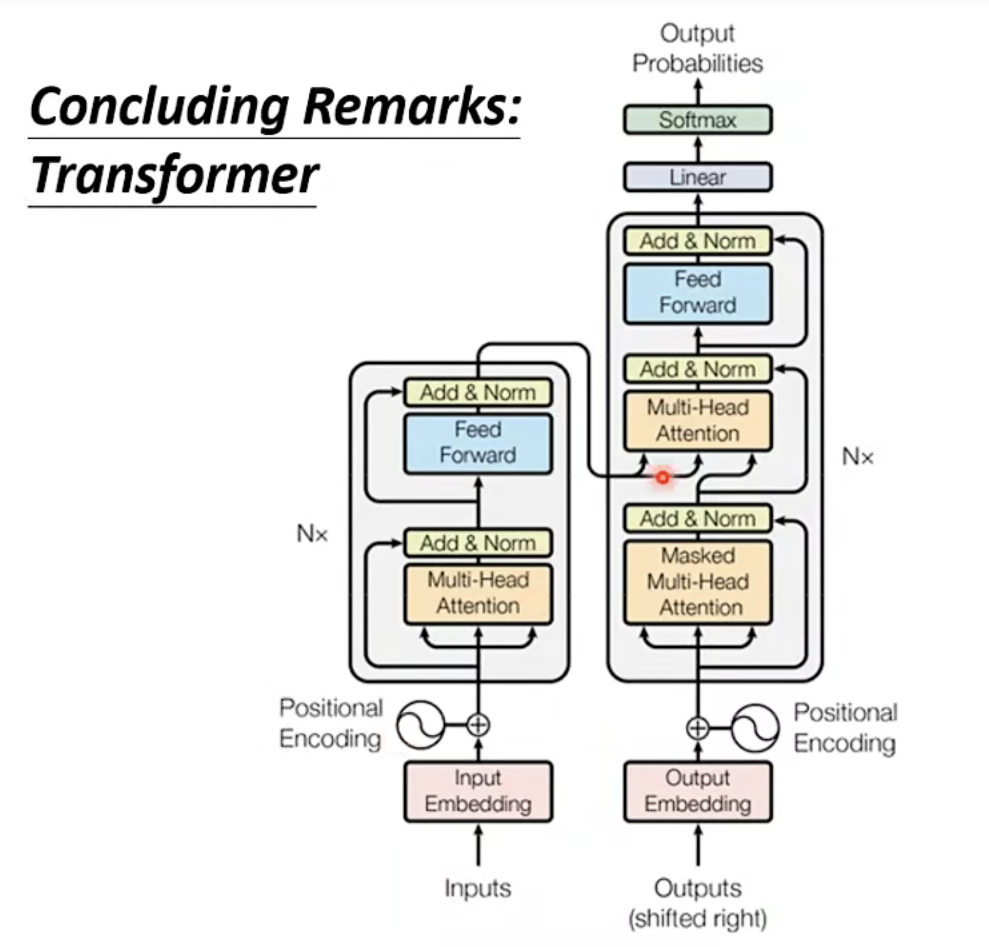 Concluding Remarks:
Transformer
Output
Probabilities
Softmax
Linear
Add & Norm
Feed
Forward
Add & Norm
Multi-Head
Attention
Nx
Add & Norm
Masked
Multi-Head
Attention
Add & Norm
Feed
Forward
Nx
Add & Norm
Multi-Head
Attention
Positional
Encoding
Positional
Encoding
Input
Embedding
Output
Embedding
Inputs
Outputs
(shifted right)